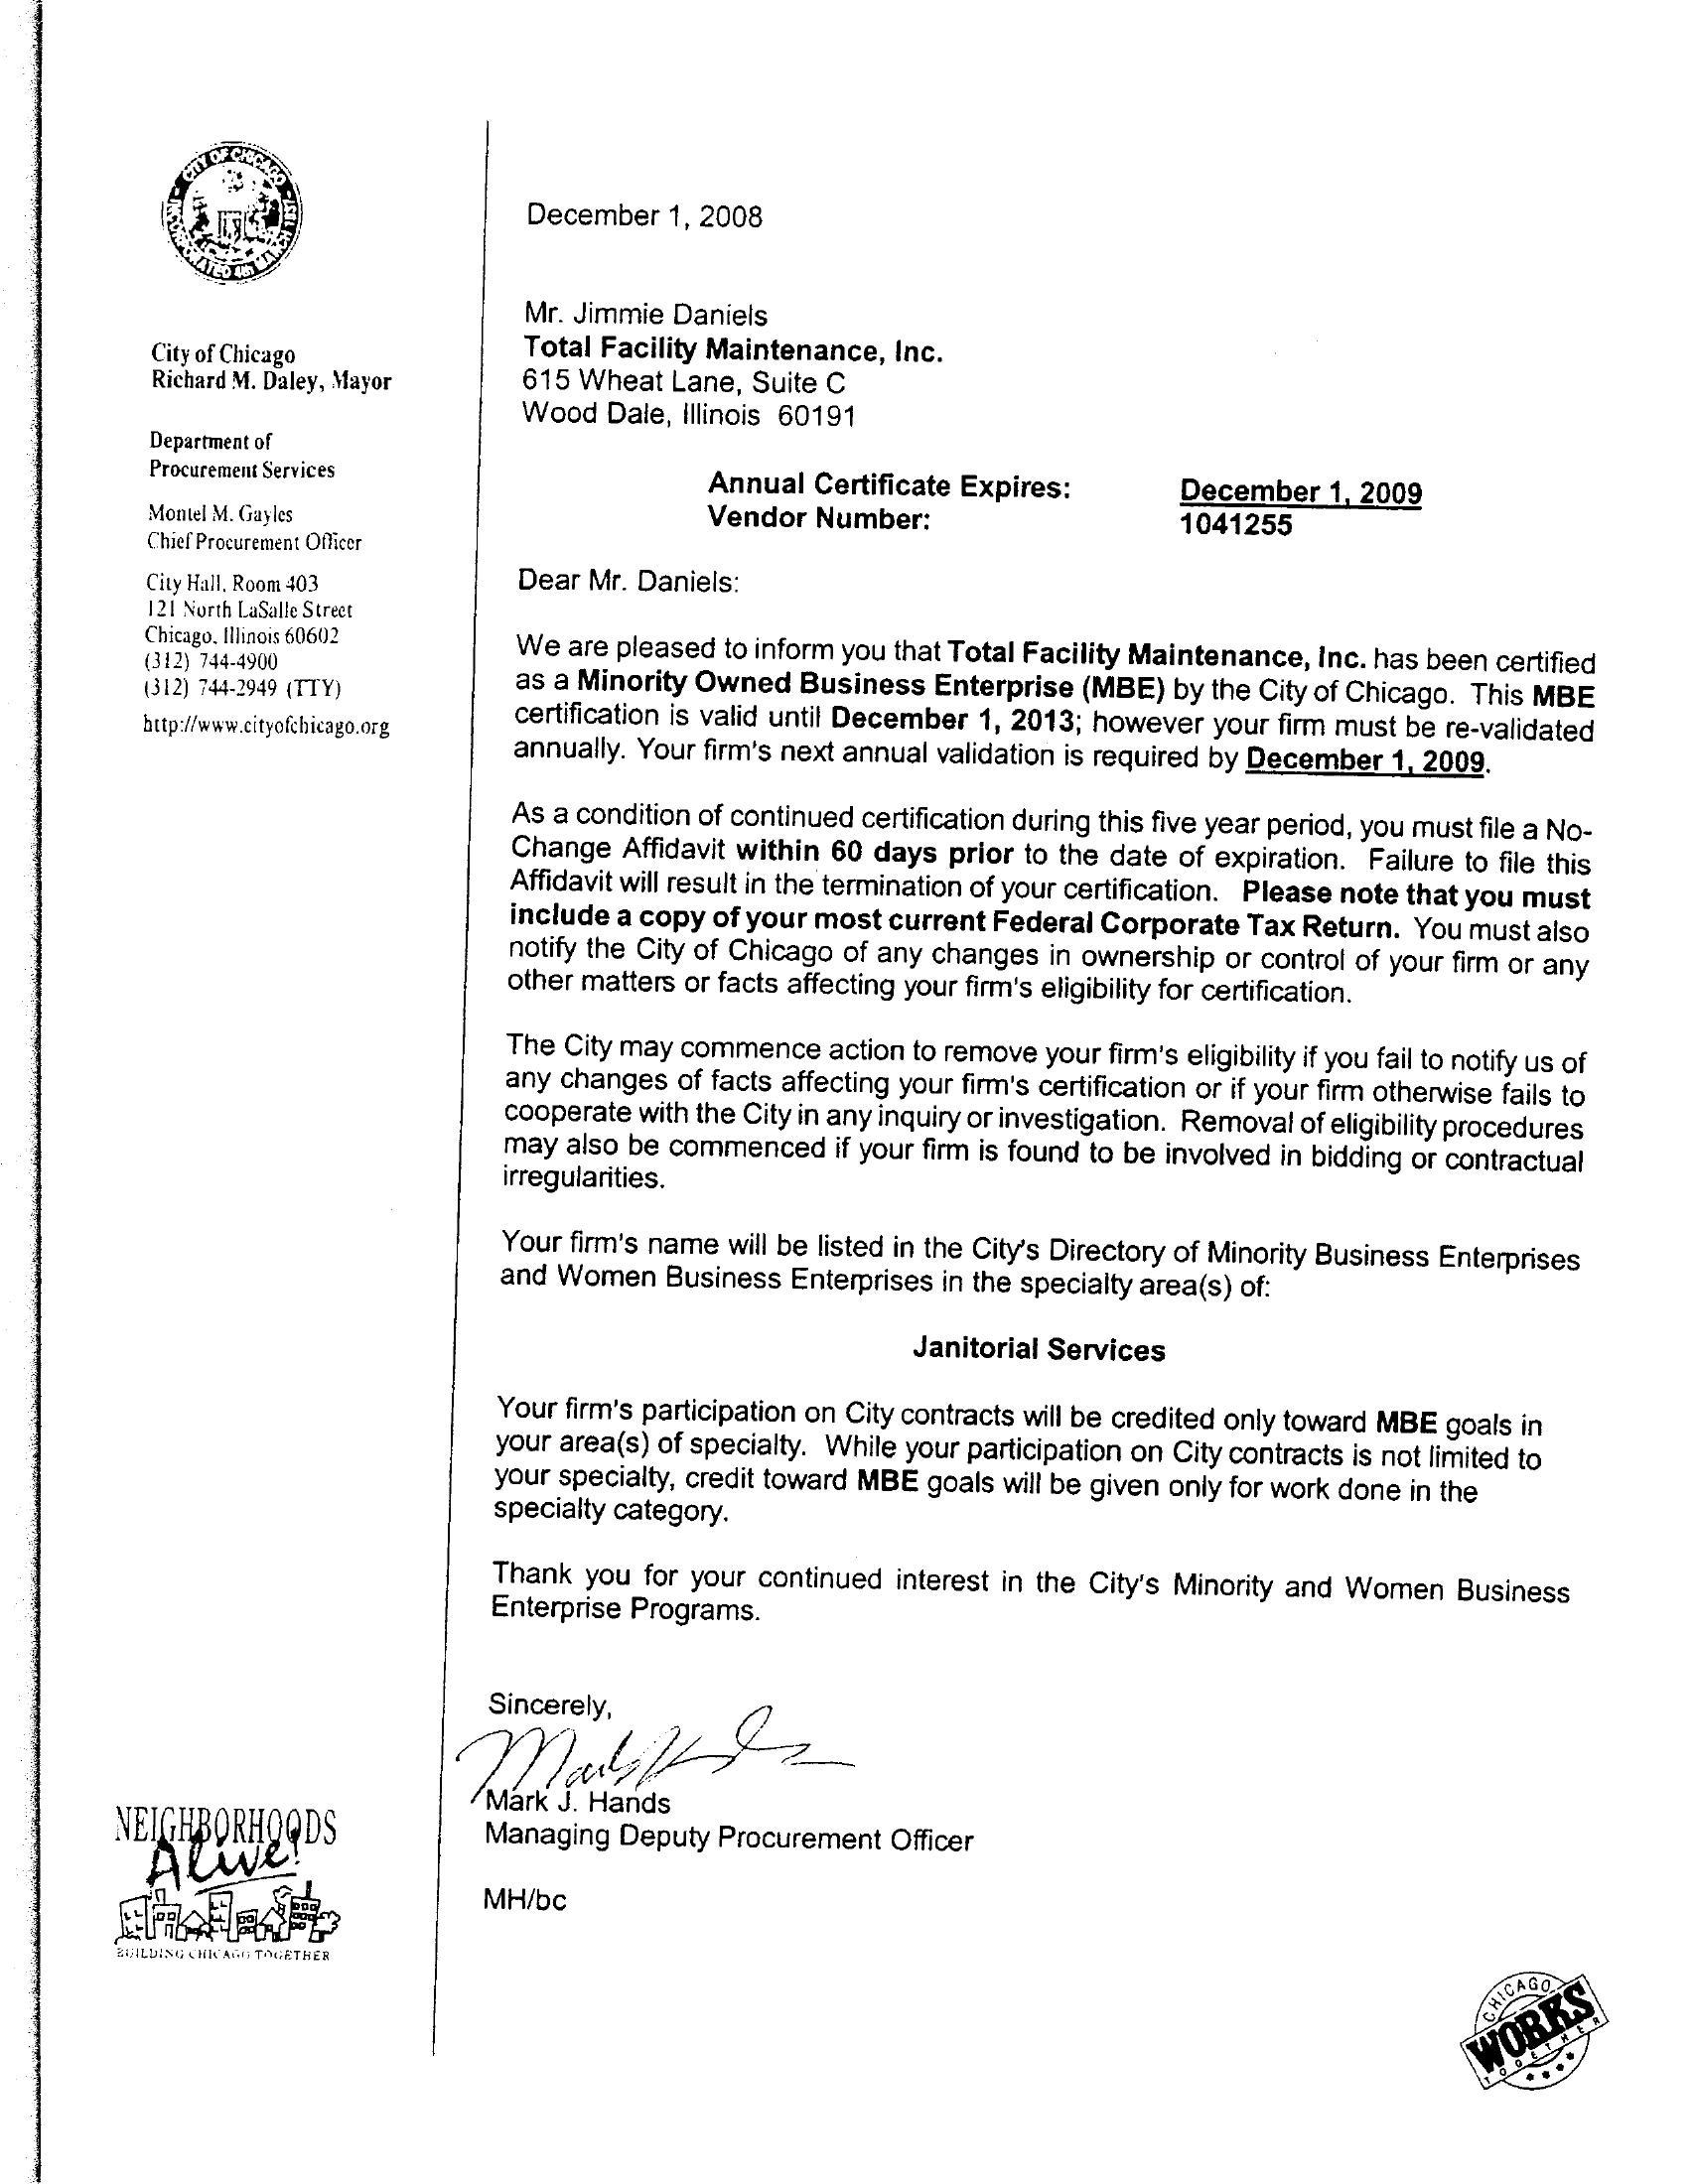 CITY OF CHICAGO
INCORPORATED 4th MARCH 1837
City of Chicago
Richard M. Daley, Mayor
Department of
Procurement Services
Montel M. Gayles
Chief Procurement Officer
City Hall, Room 403
121 North LaSalle Street
Chicago, Illinois 60602
(312) 744-4900
(312) 744-2949 (TTY)
http://www.cityofchicago.org
December 1, 2008
Mr. Jimmie Daniels
Total Facility Maintenance, Inc.
615 Wheat Lane, Suite C
Wood Dale, Illinois 60191
Annual Certificate Expires: December 1, 2009
Vendor Number: 1041255
Dear Mr. Daniels:
We are pleased to inform you that Total Facility Maintenance, Inc. has been certified
as a Minority Owned Business Enterprise (MBE) by the City of Chicago. This MBE
certification is valid until December 1, 2013; however your firm must be re-validated
annually. Your firm's next annual validation is required by December 1, 2009.
As a condition of continued certification during this five year period, you must file a No-
Change Affidavit within 60 days prior to the date of expiration. Failure to file this
Affidavit will result in the termination of your certification. Please note that you must
include a copy of your most current Federal Corporate Tax Return. You must also
notify the City of Chicago of any changes in ownership or control of your firm or any
other matters or facts affecting your firm's eligibility for certification.
The City may commence action to remove your firm's eligibility if you fail to notify us of
any changes of facts affecting your firm's certification or if your firm otherwise fails to
cooperate with the City in any inquiry or investigation. Removal of eligibility procedures
may also be commenced if your firm is found to be involved in bidding or contractual
irregularities.
Your firm's name will be listed in the City's Directory of Minority Business Enterprises
and Women Business Enterprises in the specialty area(s) of:
Janitorial Services
Your firm's participation on City contracts will be credited only toward MBE goals in
your area(s) of specialty. While your participation on City contracts is not limited to
your specialty, credit toward MBE goals will be given only for work done in the
specialty category.
Thank you for your continued interest in the City's Minority and Women Business
Enterprise Programs.
Sincerely,
Mark J. Hands
Managing Deputy Procurement Officer
MH/bc
NEIGHBORHOODS
Alive!
BUILDING CHICAGO TOGETHER
CHICAGO
WORKS
TOGETHER